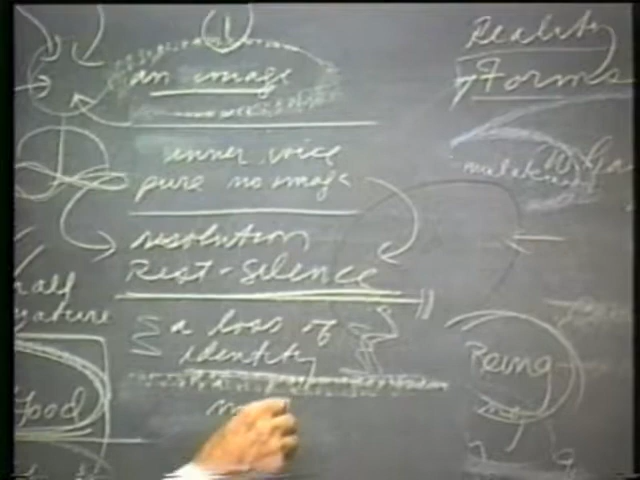 1
an image
inner voice
pure no image
resolution
Rest - Silence
a loss of
identity
half
nature
Food
Reality
Forms
Being